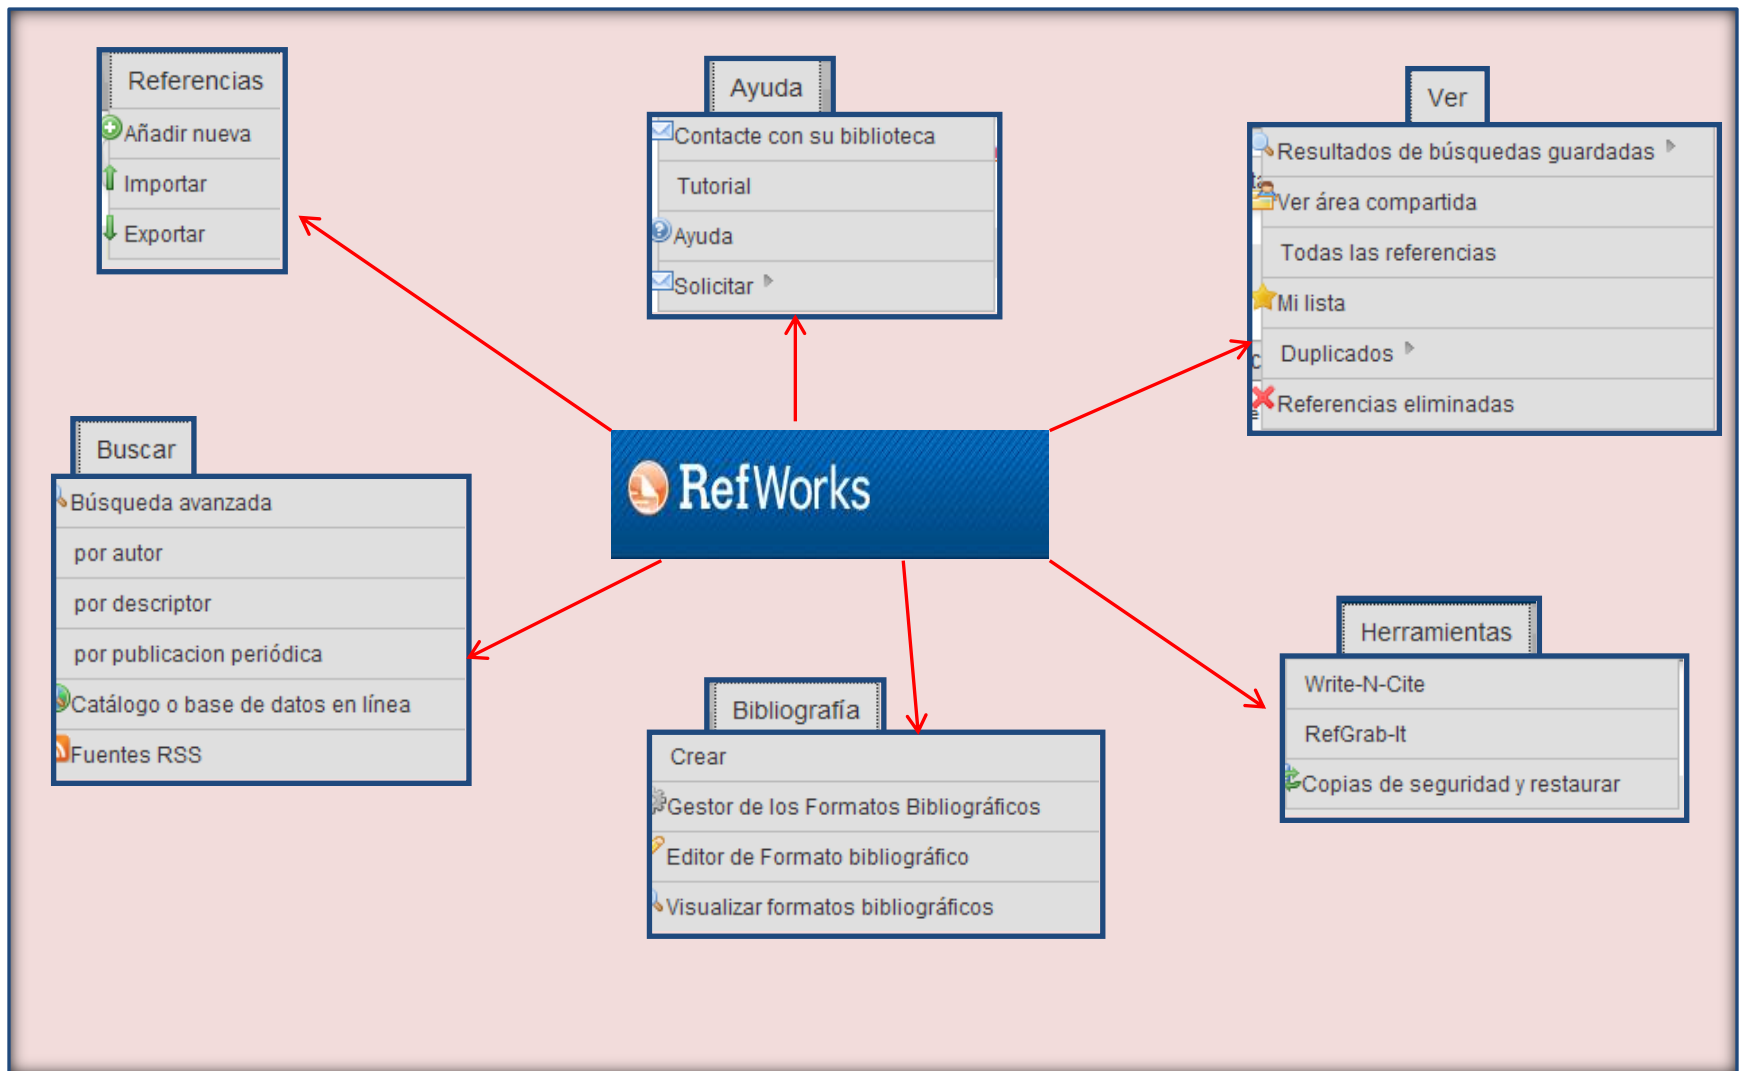 Referencias
Añadir nueva
Importar
Exportar
Ayuda
Contacte con su biblioteca
Tutorial
Ayuda
Solicitar
Ver
Resultados de búsquedas guardadas
Ver área compartida
Todas las referencias
Mi lista
Duplicados
Referencias eliminadas
Buscar
Búsqueda avanzada
por autor
por descriptor
por publicacion periódica
Catálogo o base de datos en línea
Fuentes RSS
RefWorks
Bibliografía
Crear
Gestor de los Formatos Bibliográficos
Editor de Formato bibliográfico
Visualizar formatos bibliográficos
Herramientas
Write-N-Cite
RefGrab-It
Copias de seguridad y restaurar